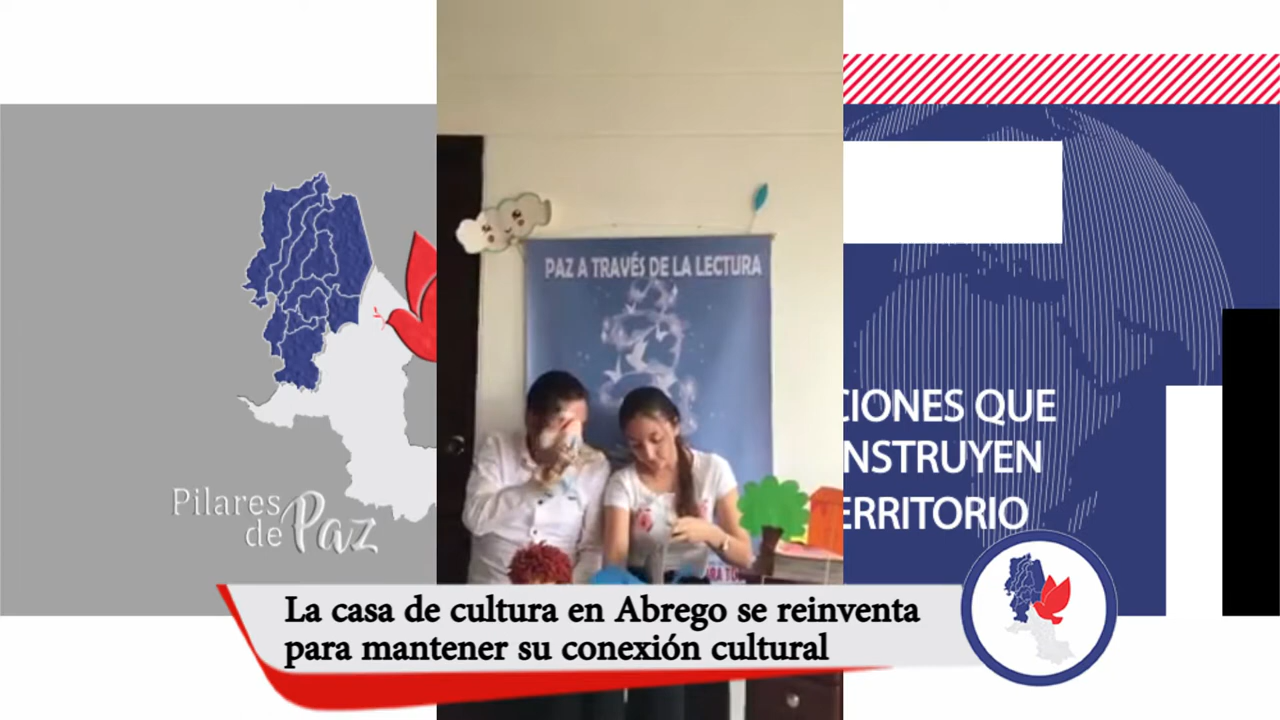 PAZ A TRAVÉS DE LA LECTURA
CIONES QUE
NSTRUYEN
ERRITORIO
Pilares
de Paz
La casa de cultura en Abrego se reinventa
para mantener su conexión cultural